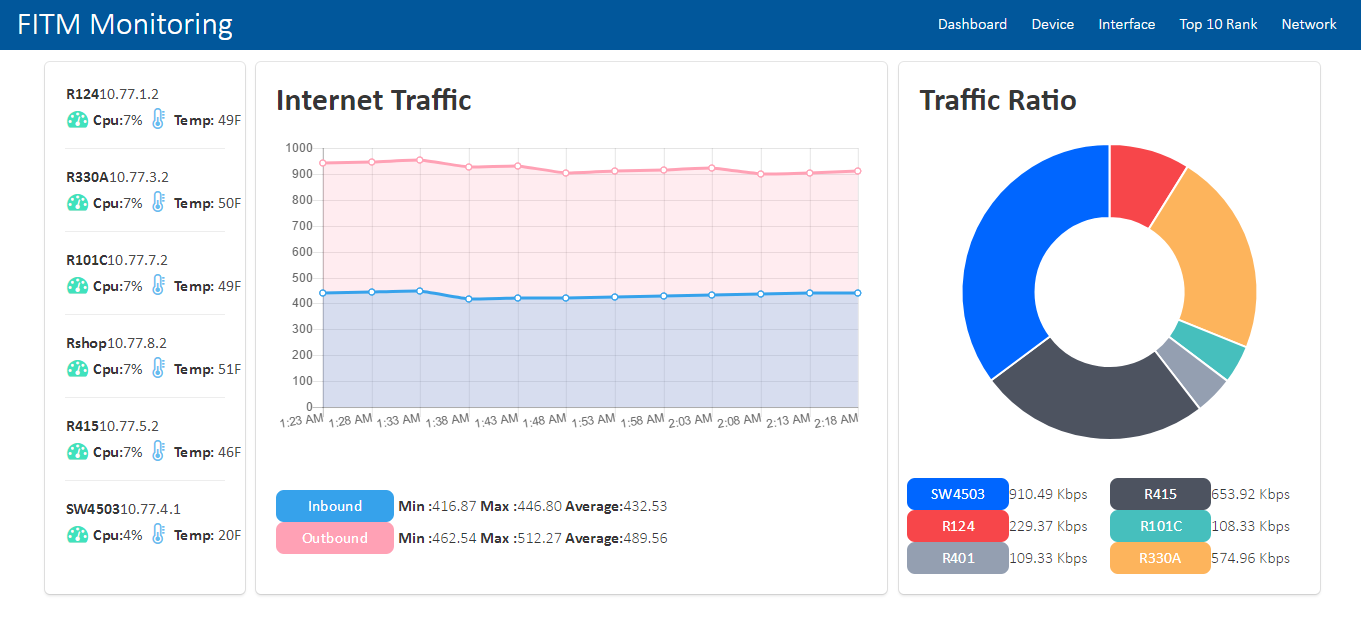 FITM Monitoring
Dashboard Device Interface Top 10 Rank Network
R12410.77.1.2
Cpu:7% Temp: 49F
R330A10.77.3.2
Cpu:7% Temp: 50F
R101C10.77.7.2
Cpu:7% Temp: 49F
Rshop10.77.8.2
Cpu:7% Temp: 51F
R41510.77.5.2
Cpu:7% Temp: 46F
SW450310.77.4.1
Cpu:4% Temp: 20F
Internet Traffic
1000
900
800
700
600
500
400
300
200
100
0
1:23 AM 1:28 AM 1:33 AM 1:38 AM 1:43 AM 1:48 AM 1:53 AM 1:58 AM 2:03 AM 2:08 AM 2:13 AM 2:18 AM
Inbound Min :416.87 Max :446.80 Average:432.53
Outbound Min :462.54 Max :512.27 Average:489.56
Traffic Ratio
SW4503 910.49 Kbps R415 653.92 Kbps
R124 229.37 Kbps R101C 108.33 Kbps
R401 109.33 Kbps R330A 574.96 Kbps